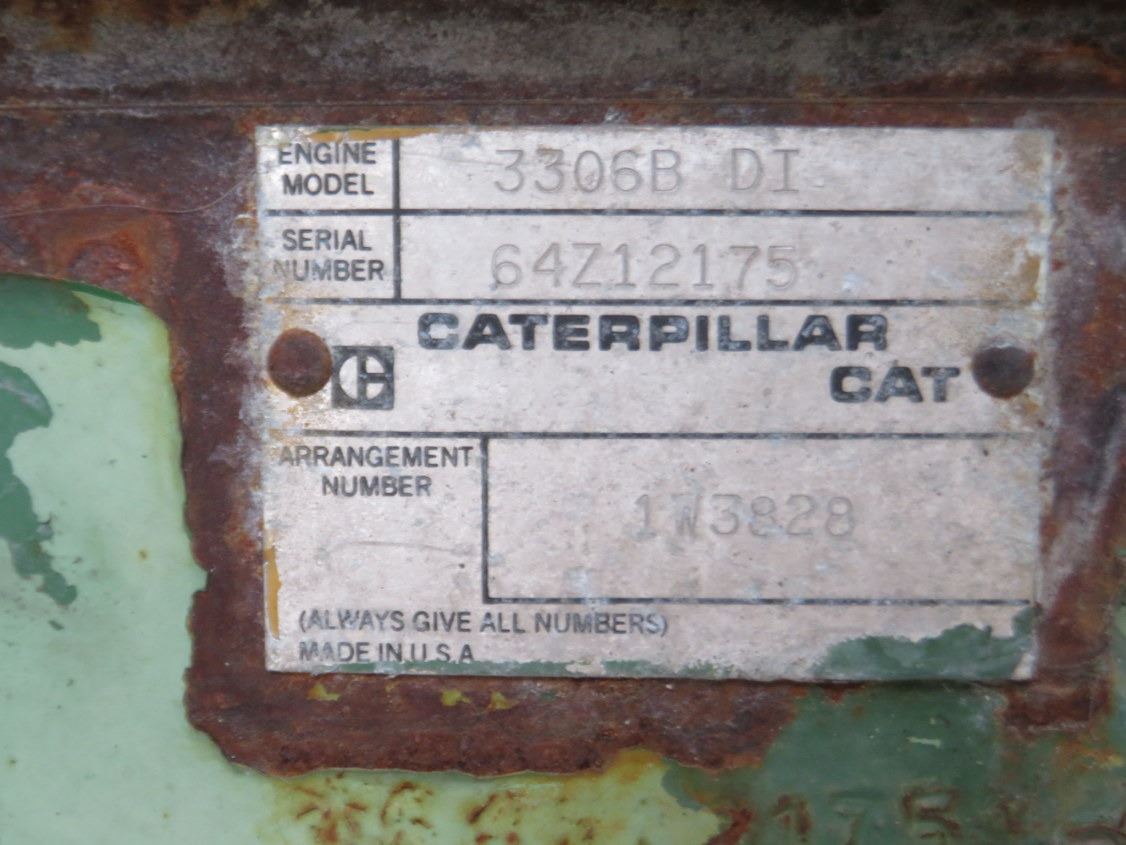 ENGINE MODEL 3306B DI
SERIAL NUMBER 64Z12175
CATERPILLAR
CAT
ARRANGEMENT NUMBER 1W3828
(ALWAYS GIVE ALL NUMBERS)
MADE IN U.S.A